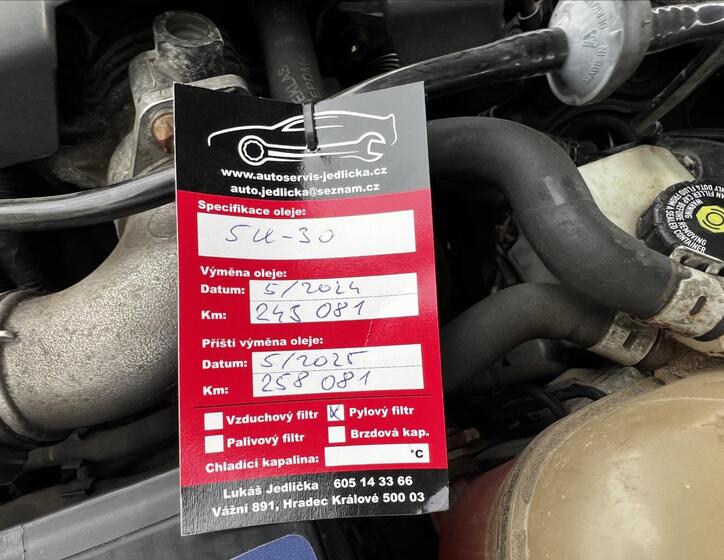 www.autoservis-jedlicka.cz
auto.jedlicka@seznam.cz
Specifikace oleje:
5W-30
Výměna oleje:
Datum: 5/2024
Km: 243 081
Příští výměna oleje:
Datum: 5/2025
Km: 258 081
Vzduchový filtr
X Pylový filtr
Palivový filtr
Brzdová kap.
Chladící kapalina: °C
Lukáš Jedlička 605 14 33 66
Vážní 891, Hradec Králové 500 03